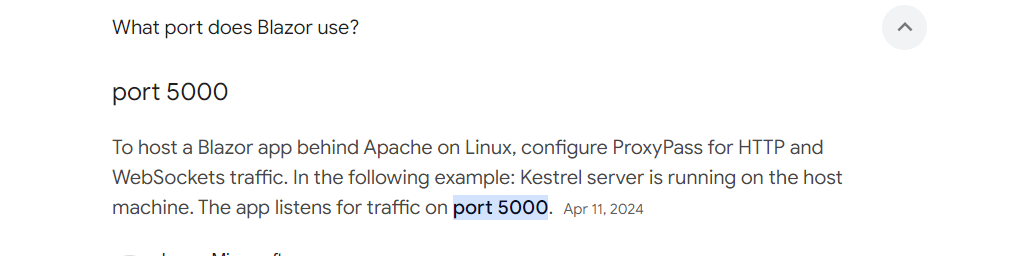 What port does Blazor use?
port 5000
To host a Blazor app behind Apache on Linux, configure ProxyPass for HTTP and
WebSockets traffic. In the following example: Kestrel server is running on the host
machine. The app listens for traffic on port 5000. Apr 11, 2024